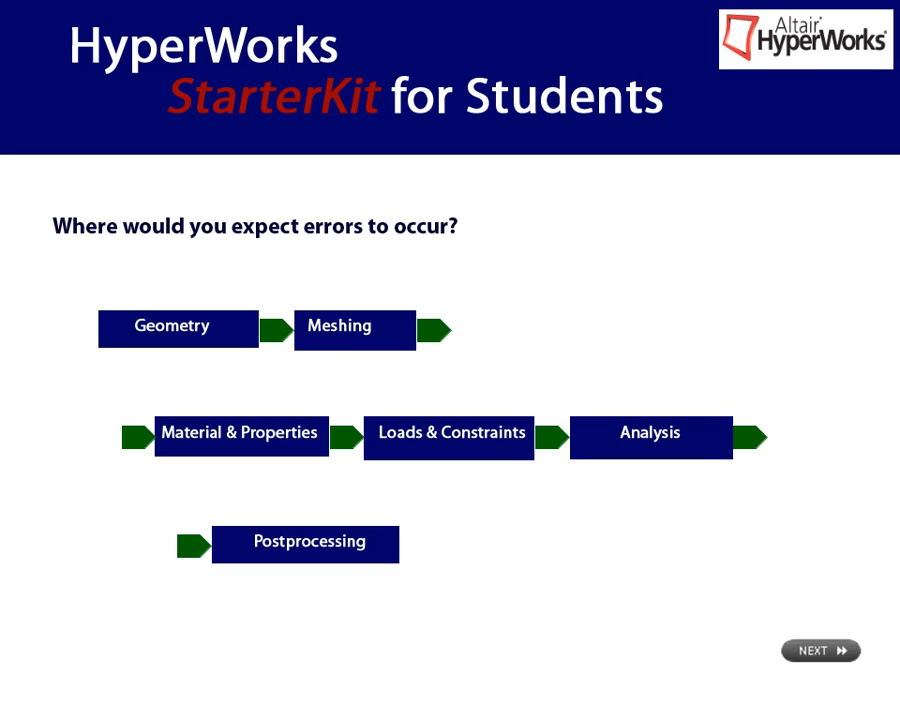 HyperWorks
StarterKit for Students
Altair
HyperWorks
Where would you expect errors to occur?
Geometry
Meshing
Material & Properties
Loads & Constraints
Analysis
Postprocessing
NEXT